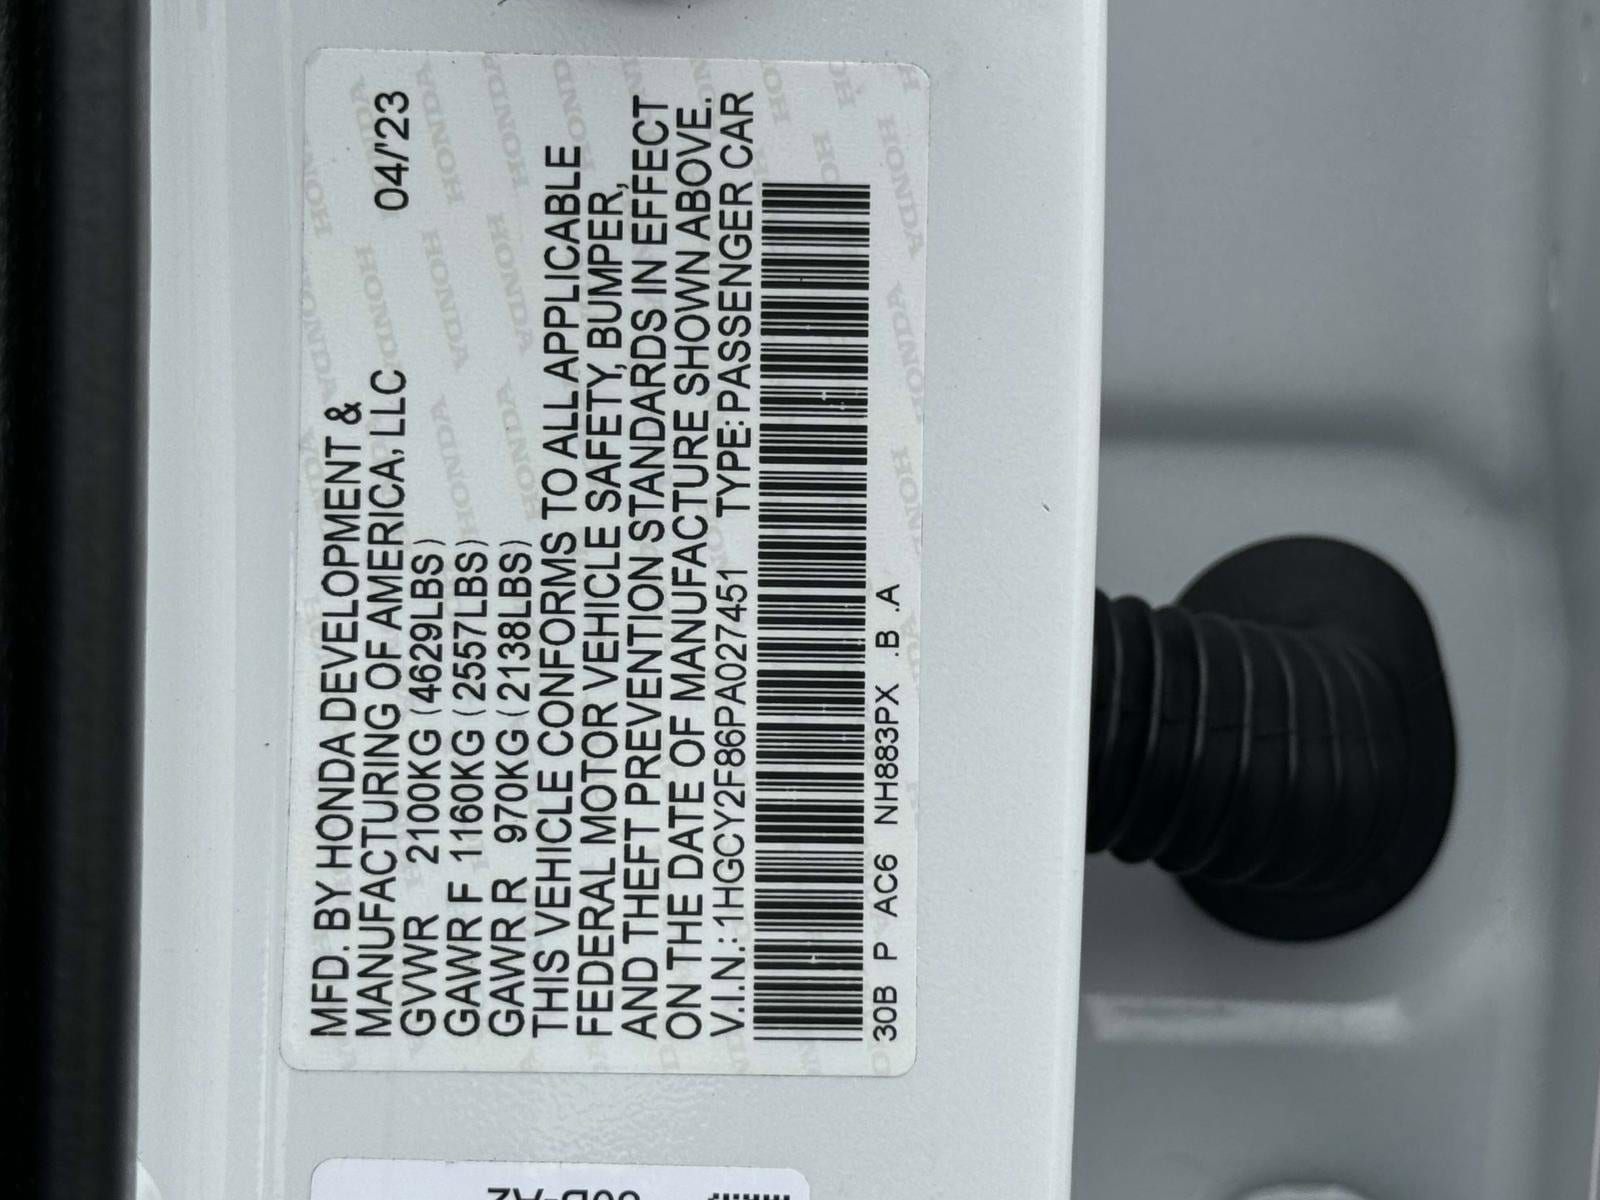 MFD. BY HONDA DEVELOPMENT &
MANUFACTURING OF AMERICA, LLC 04/'23
GVWR 2100KG (4629LBS)
GAWR F 1160KG (2557LBS)
GAWR R 970KG (2138LBS)
THIS VEHICLE CONFORMS TO ALL APPLICABLE
FEDERAL MOTOR VEHICLE SAFETY, BUMPER,
AND THEFT PREVENTION STANDARDS IN EFFECT
ON THE DATE OF MANUFACTURE SHOWN ABOVE.
V.I.N.: 1HGCY2F86PA027451 TYPE: PASSENGER CAR
30B P AC6 NH883PX .B .A